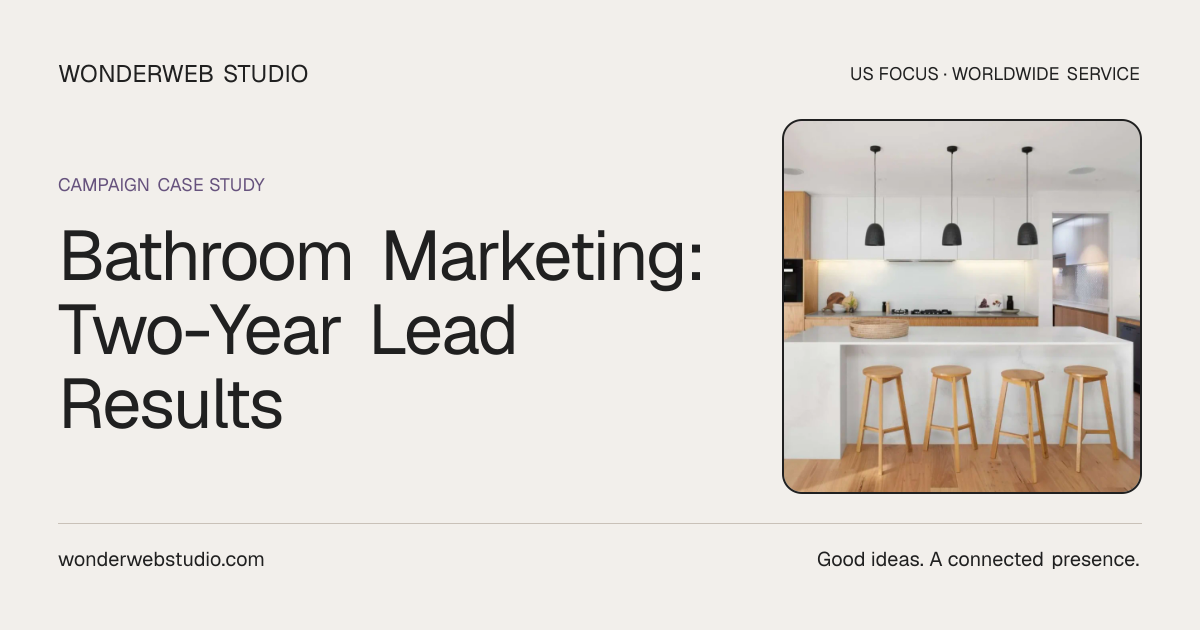 WONDERWEB STUDIO
US FOCUS · WORLDWIDE SERVICE
CAMPAIGN CASE STUDY
Bathroom Marketing:
Two-Year Lead
Results
wonderwebstudio.com
Good ideas. A connected presence.